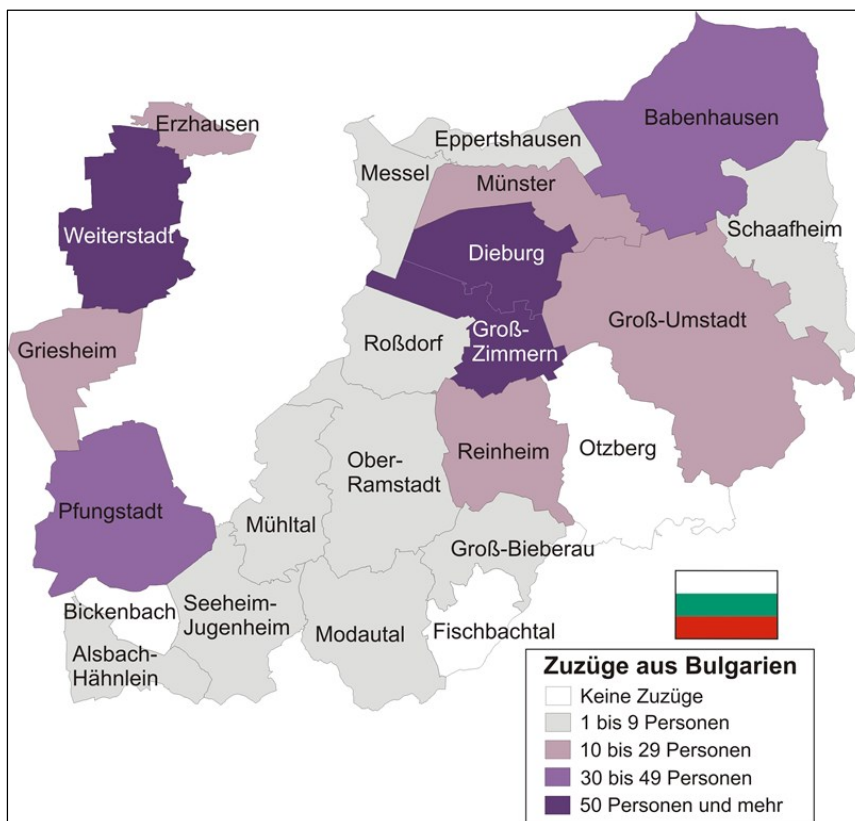 Erzhausen
Babenhausen
Eppertshausen
Messel
Münster
Schaafheim
Weiterstadt
Dieburg
Groß-Umstadt
Groß-
Zimmern
Roßdorf
Griesheim
Otzberg
Reinheim
Ober-
Ramstadt
Pfungstadt
Mühltal
Groß-Bieberau
Bickenbach
Seeheim-
Jugenheim
Modautal
Fischbachtal
Alsbach-
Hähnlein
Zuzüge aus Bulgarien
Keine Zuzüge
1 bis 9 Personen
10 bis 29 Personen
30 bis 49 Personen
50 Personen und mehr